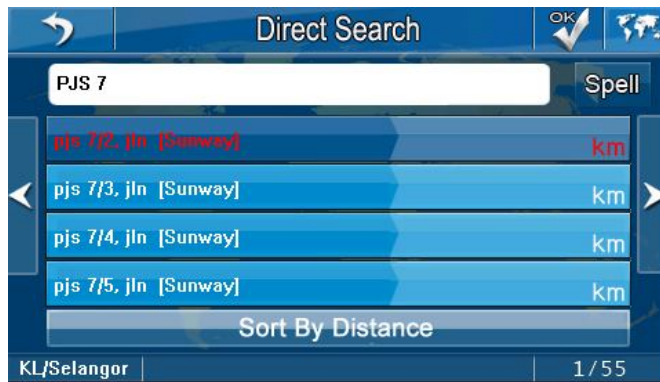 Direct Search OK
PJS 7 Spell
pjs 7/2, jln [Sunway] km
pjs 7/3, jln [Sunway] km
pjs 7/4, jln [Sunway] km
pjs 7/5, jln [Sunway] km
Sort By Distance
KL/Selangor 1/55